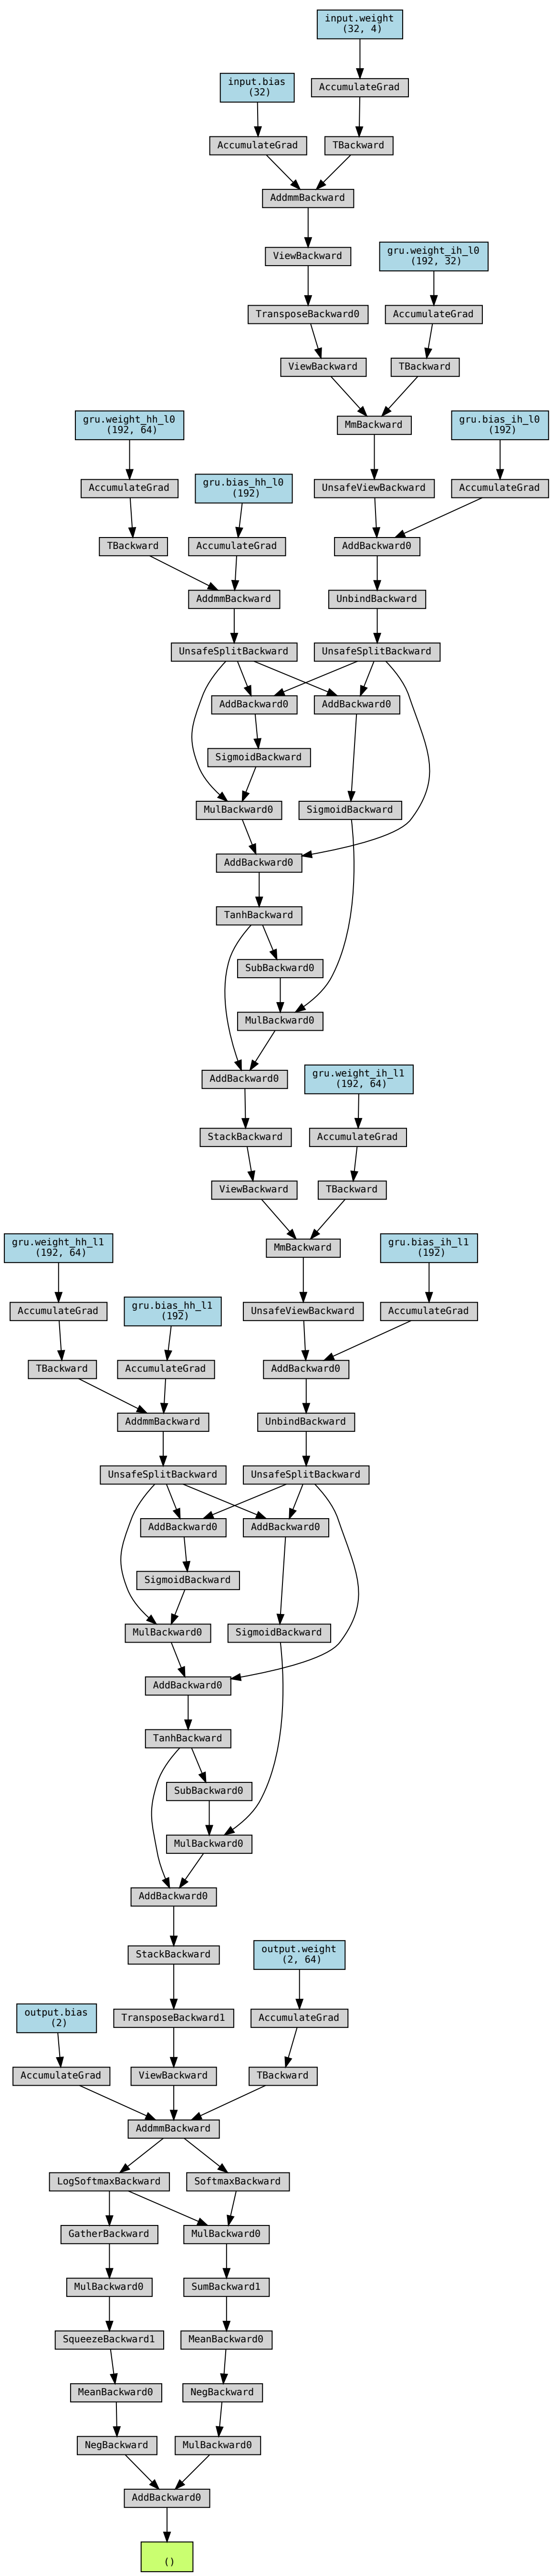 input.weight
(32, 4)
input.bias
(32)
AccumulateGrad
AccumulateGrad
TBackward
AddmmBackward
ViewBackward
gru.weight_ih_l0
(192, 32)
TransposeBackward0
AccumulateGrad
ViewBackward
TBackward
gru.weight_hh_l0
(192, 64)
MmBackward
gru.bias_ih_l0
(192)
AccumulateGrad
gru.bias_hh_l0
(192)
UnsafeViewBackward
AccumulateGrad
TBackward
AccumulateGrad
AddBackward0
AddmmBackward
UnbindBackward
UnsafeSplitBackward
UnsafeSplitBackward
AddBackward0
AddBackward0
SigmoidBackward
MulBackward0
SigmoidBackward
AddBackward0
TanhBackward
SubBackward0
MulBackward0
AddBackward0
gru.weight_ih_l1
(192, 64)
StackBackward
AccumulateGrad
ViewBackward
TBackward
gru.weight_hh_l1
(192, 64)
MmBackward
gru.bias_ih_l1
(192)
AccumulateGrad
gru.bias_hh_l1
(192)
UnsafeViewBackward
AccumulateGrad
TBackward
AccumulateGrad
AddBackward0
AddmmBackward
UnbindBackward
UnsafeSplitBackward
UnsafeSplitBackward
AddBackward0
AddBackward0
SigmoidBackward
MulBackward0
SigmoidBackward
AddBackward0
TanhBackward
SubBackward0
MulBackward0
AddBackward0
StackBackward
output.weight
(2, 64)
output.bias
(2)
TransposeBackward1
AccumulateGrad
AccumulateGrad
ViewBackward
TBackward
AddmmBackward
LogSoftmaxBackward
SoftmaxBackward
GatherBackward
MulBackward0
MulBackward0
SumBackward1
SqueezeBackward1
MeanBackward0
MeanBackward0
NegBackward
NegBackward
MulBackward0
AddBackward0
()